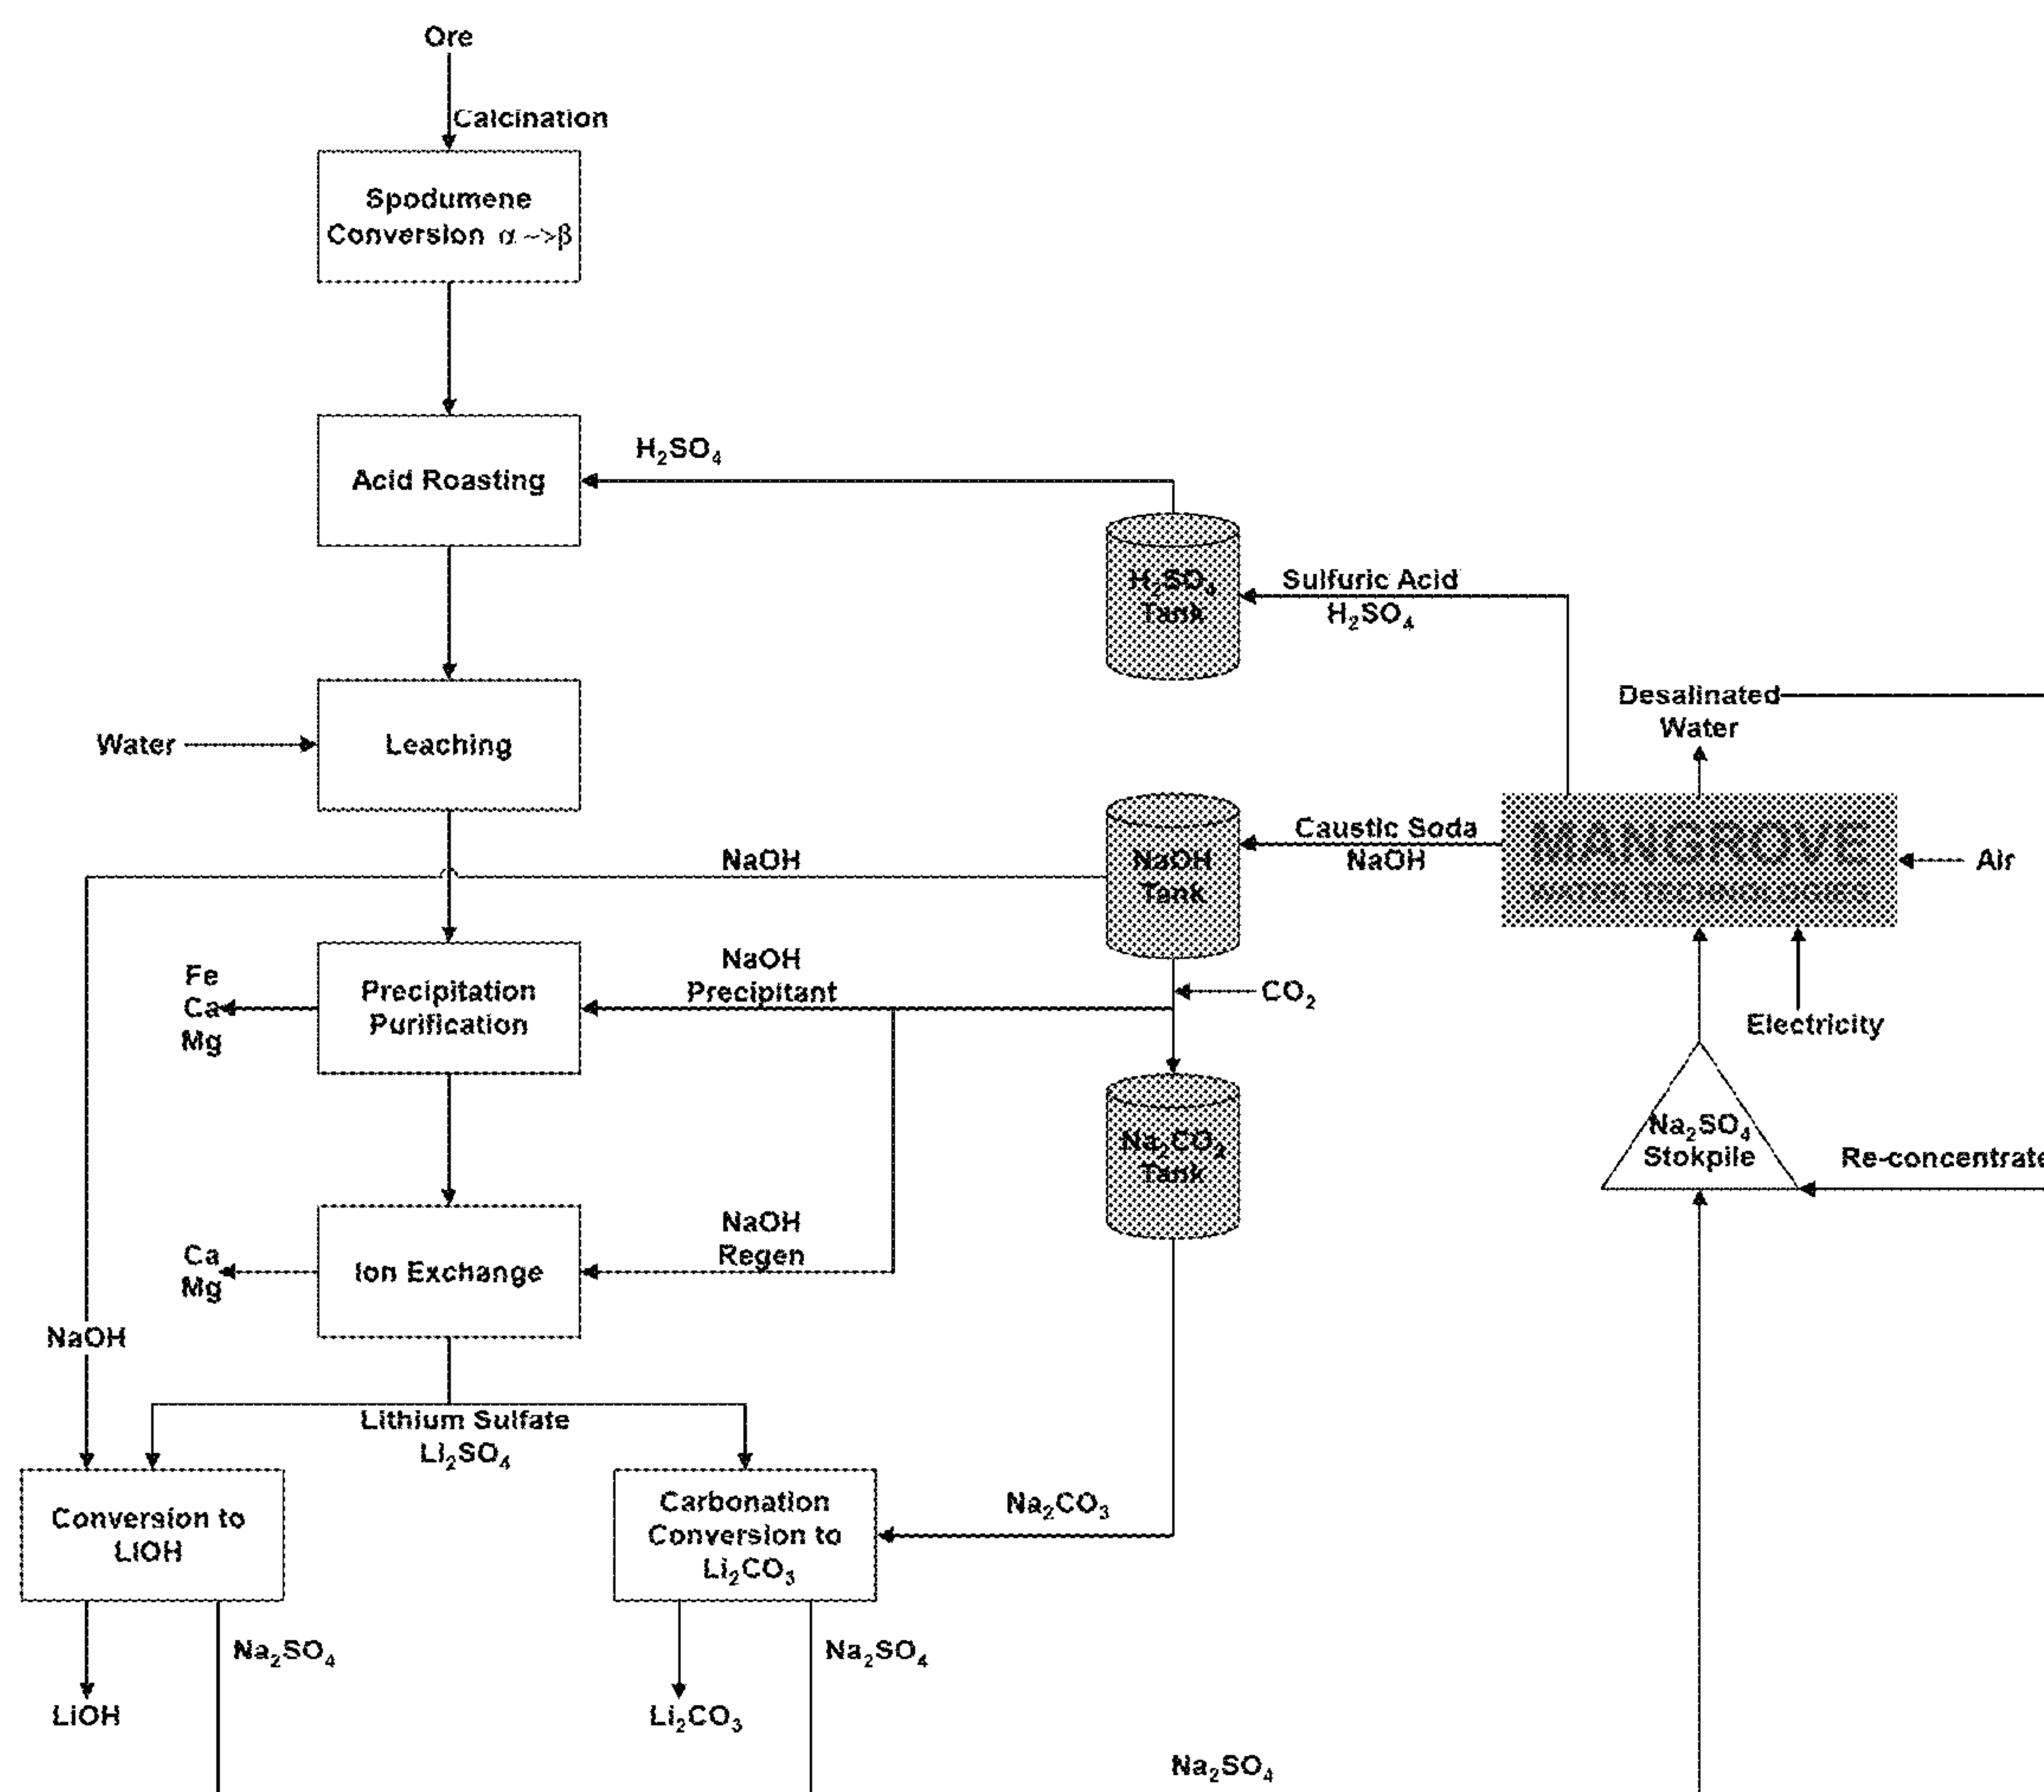 Ore
Calcination
Spodumene
Conversion α -->β
Acid Roasting
H₂SO₄
H₂SO₄
Tank
Sulfuric Acid
H₂SO₄
Desalinated
Water
Water
Leaching
NaOH
NaOH
Tank
Caustic Soda
NaOH
MANGROVE
WATER TECHNOLOGIES
Air
Fe
Ca
Mg
Precipitation
Purification
NaOH
Precipitant
CO₂
Electricity
Na₂CO₂
Tank
Na₂SO₄
Stokpile
Re-concentrate
Ca
Mg
Ion Exchange
NaOH
Regen
NaOH
Lithium Sulfate
Li₂SO₄
Conversion to
LiOH
Carbonation
Conversion to
Li₂CO₃
Na₂CO₃
Na₂SO₄
Na₂SO₄
LiOH
Li₂CO₃
Na₂SO₄